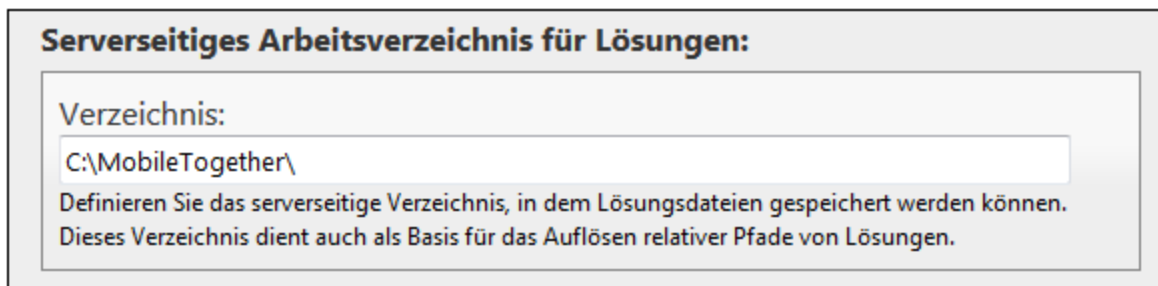 Serverseitiges Arbeitsverzeichnis für Lösungen:
Verzeichnis:
C:\MobileTogether\
Definieren Sie das serverseitige Verzeichnis, in dem Lösungsdateien gespeichert werden können.
Dieses Verzeichnis dient auch als Basis für das Auflösen relativer Pfade von Lösungen.